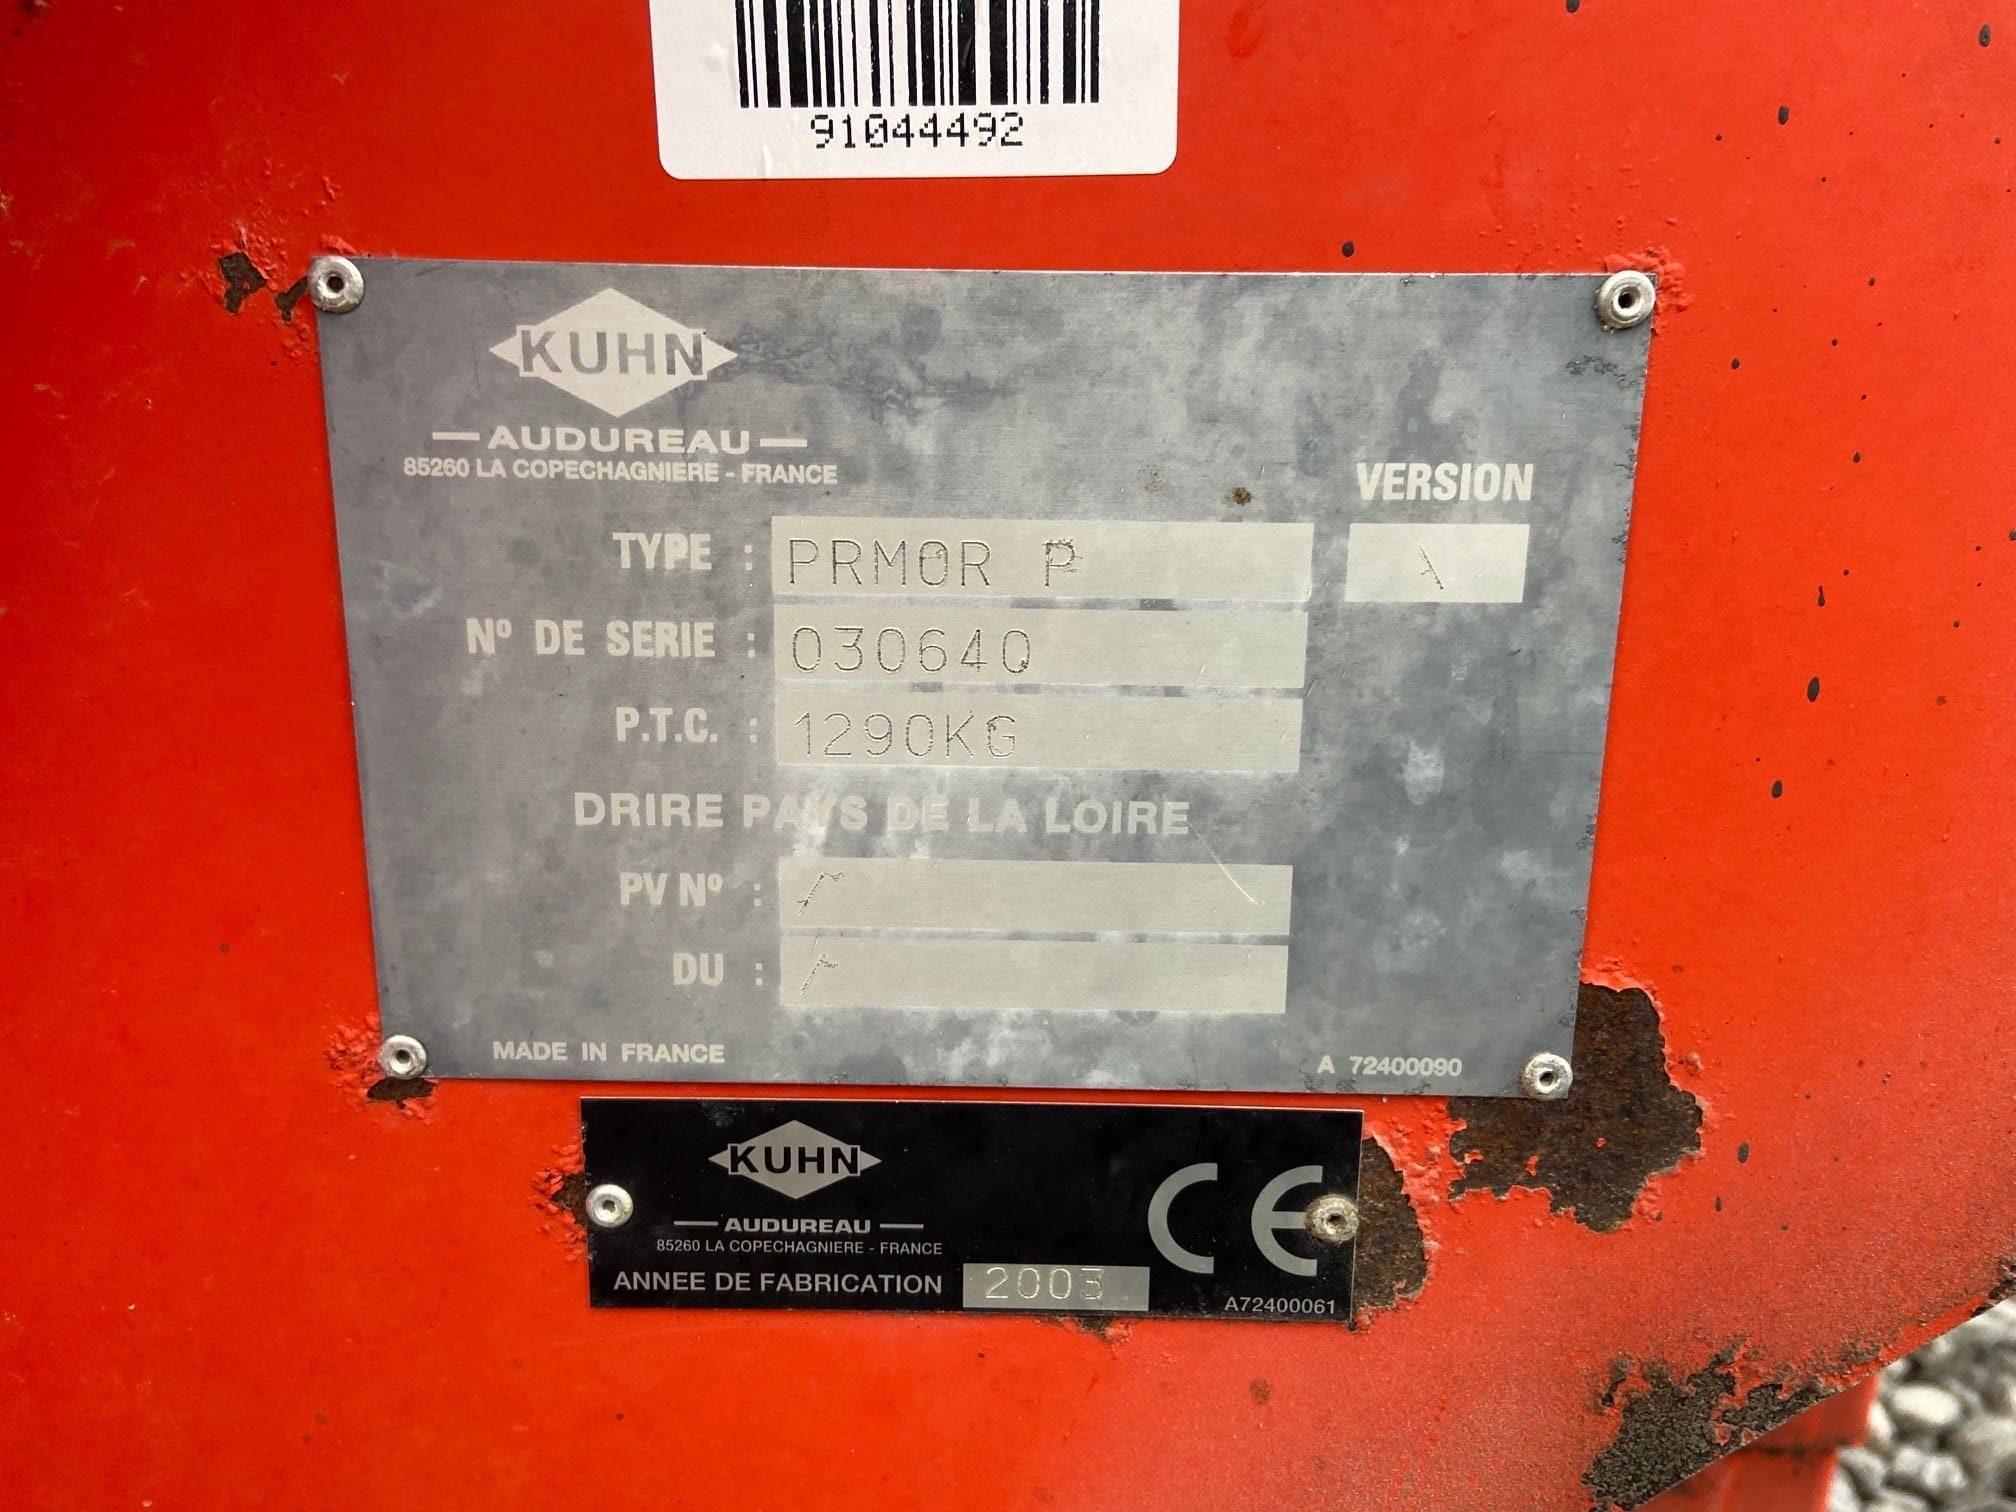 91044492
KUHN
AUDUREAU
85260 LA COPECHAGNIERE - FRANCE
VERSION
TYPE : PRMOR P
N° DE SERIE : 030640
P.T.C. : 1290KG
DRIRE PAYS DE LA LOIRE
PV N° :
DU :
MADE IN FRANCE A 72400090
KUHN
AUDUREAU
85260 LA COPECHAGNIERE - FRANCE
CE
ANNEE DE FABRICATION 2003
A72400061